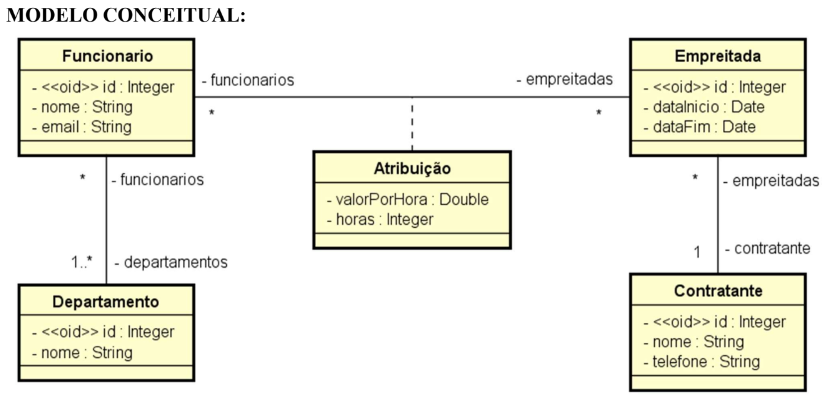 MODELO CONCEITUAL:
Funcionario
- <<oid>> id : Integer
- nome : String
- email : String
- funcionarios
*
- empreitadas
*
Empreitada
- <<oid>> id : Integer
- dataInicio : Date
- dataFim : Date
Atribuição
- valorPorHora : Double
- horas : Integer
*
- funcionarios
1..*
- departamentos
*
- empreitadas
1
- contratante
Departamento
- <<oid>> id : Integer
- nome : String
Contratante
- <<oid>> id : Integer
- nome : String
- telefone : String